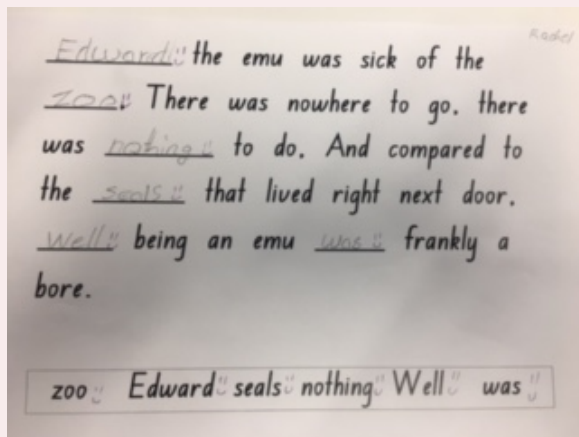 Rachel
Edward the emu was sick of the
zoo. There was nowhere to go. there
was nothing to do. And compared to
the seals that lived right next door.
Well being an emu was frankly a
bore.
zoo Edward seals nothing Well was